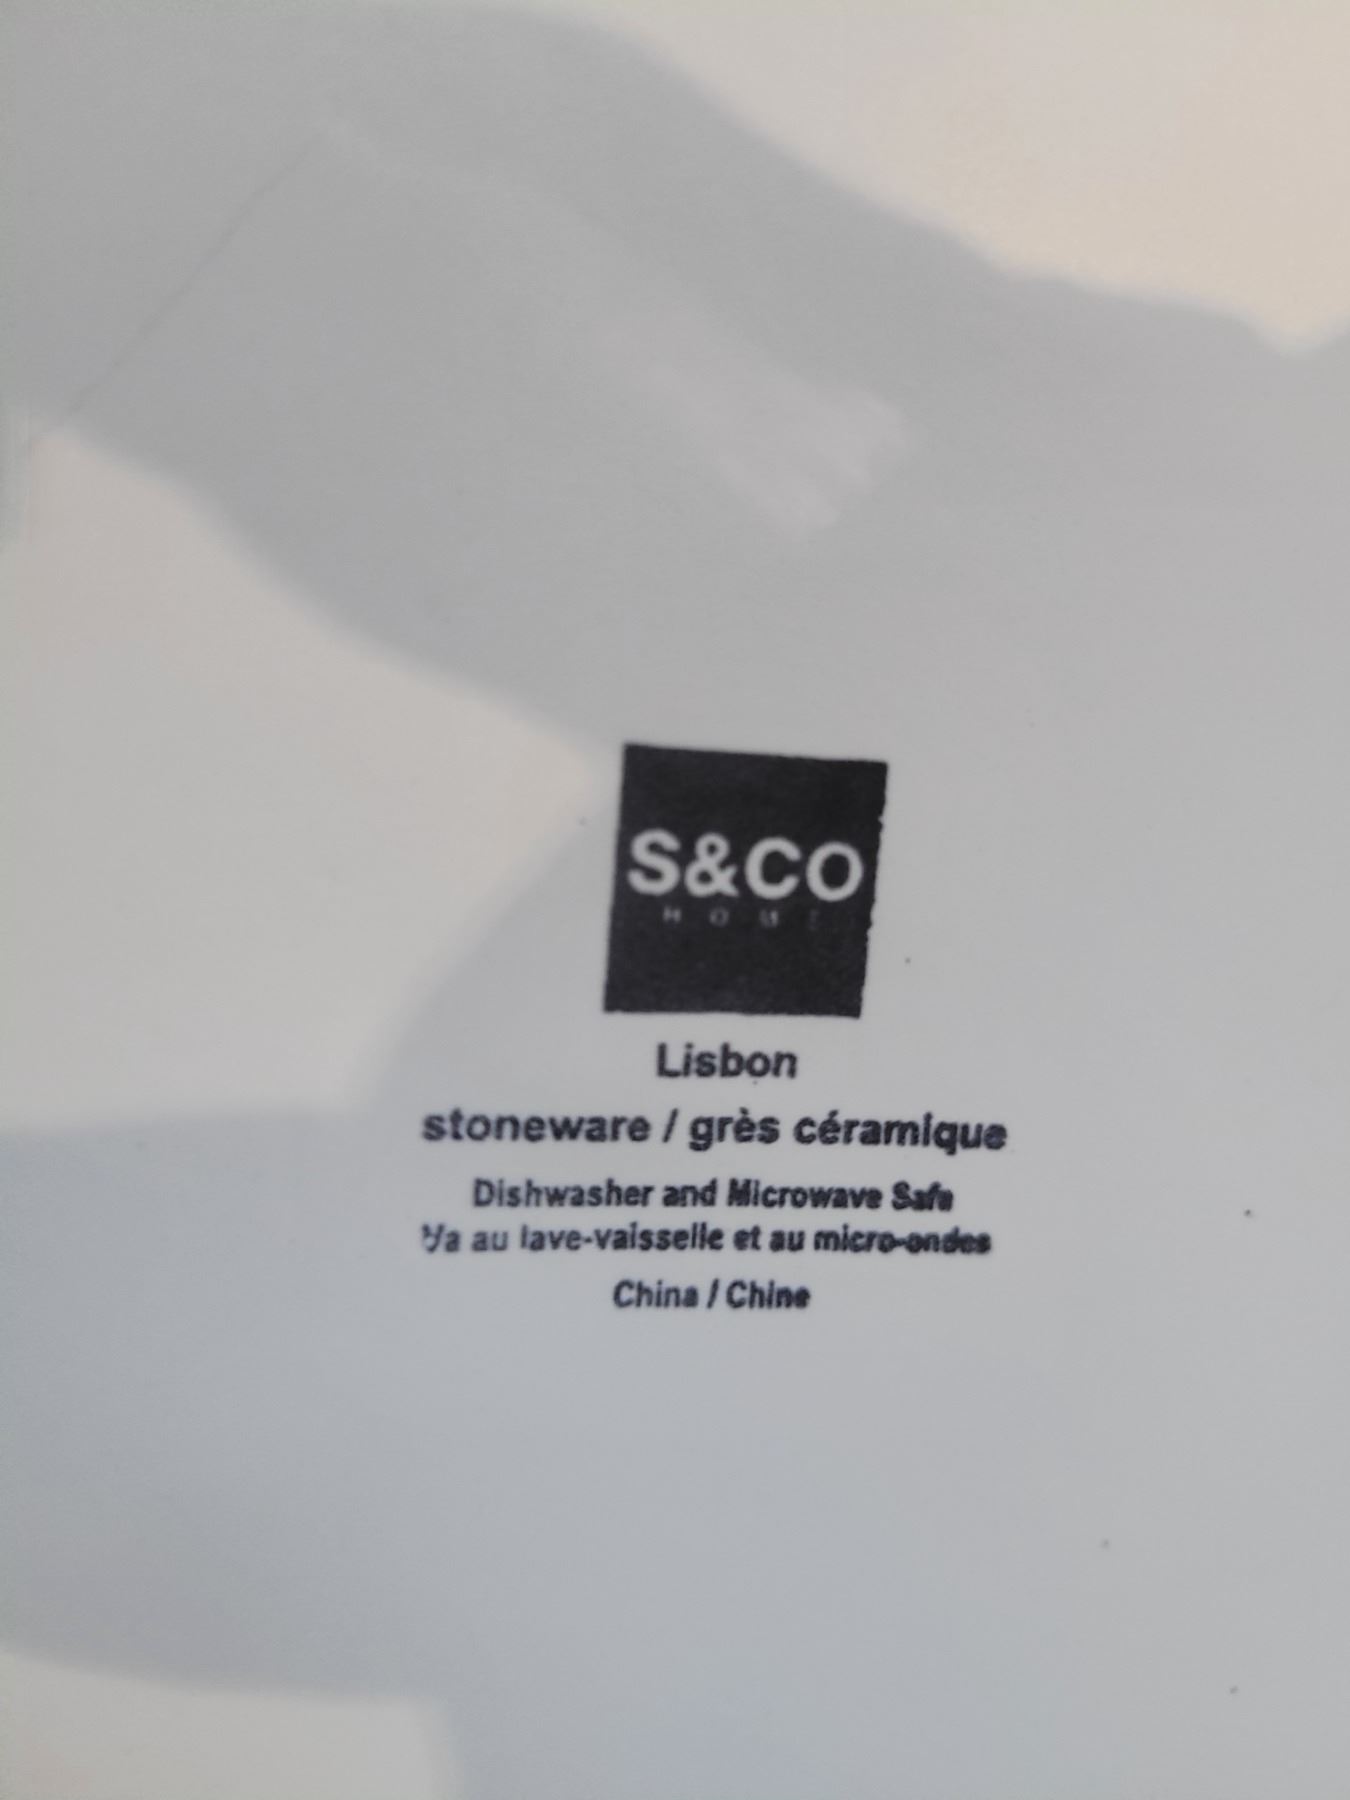 S&CO
HOME
Lisbon
stoneware / grès céramique
Dishwasher and Microwave Safe
Va au lave-vaisselle et au micro-ondes
China / Chine